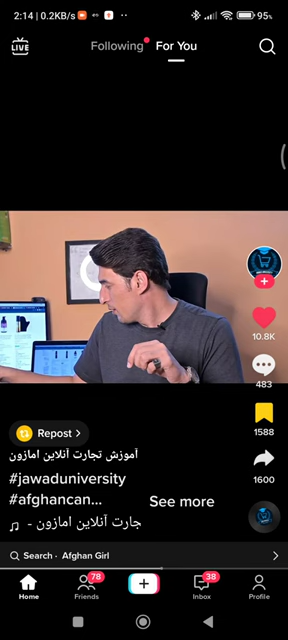 2:14 | 0.2KB/s
95%
LIVE
Following
For You
10.8K
483
1588
1600
Repost >
آموزش تجارت آنلاین امازون
#jawaduniversity
#afghancan...
See more
جارت آنلاین امازون -
Search · Afghan Girl
78
38
Home
Friends
Inbox
Profile